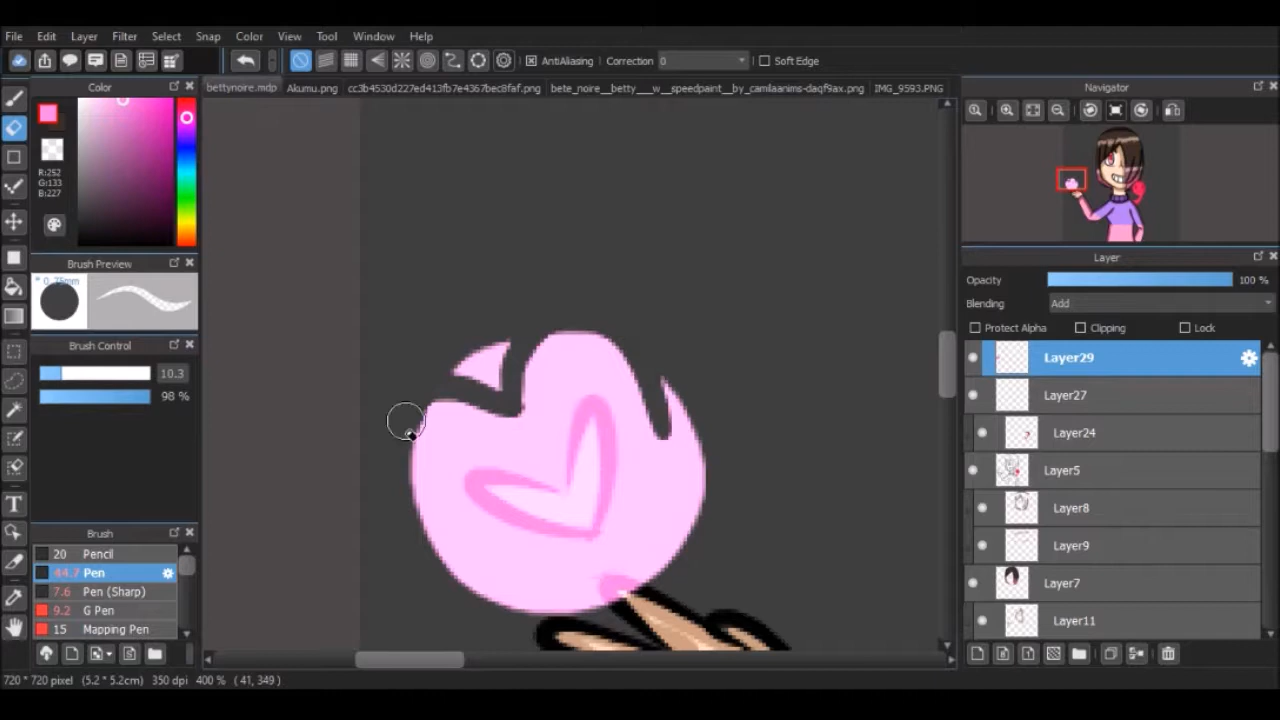 File Edit Layer Filter Select Snap Color View Tool Window Help
AntiAliasing Correction 0 Soft Edge
Color
bettynoire.mdp Akumu.png cc3b4530d227ed413fb7e4367bec8faf.png bete_noire__betty___w__speedpaint__by_camilaanims-daqf9ax.png IMG_9593.PNG
Navigator
R:252
G:133
B:227
Brush Preview
* 0.75mm
Brush Control
10.3
98 %
Brush
20 Pencil
44.7 Pen
7.6 Pen (Sharp)
9.2 G Pen
15 Mapping Pen
Layer
Opacity 100 %
Blending Add
Protect Alpha Clipping Lock
Layer29
Layer27
Layer24
Layer5
Layer8
Layer9
Layer7
Layer11
720 * 720 pixel (5.2 * 5.2cm) 350 dpi 400 % ( 41, 349 )